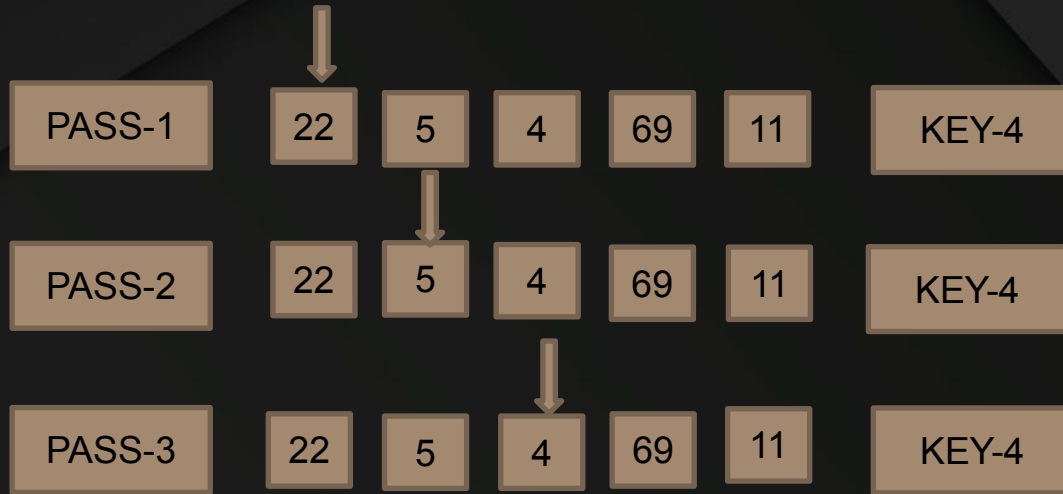 PASS-1 22 5 4 69 11 KEY-4
PASS-2 22 5 4 69 11 KEY-4
PASS-3 22 5 4 69 11 KEY-4